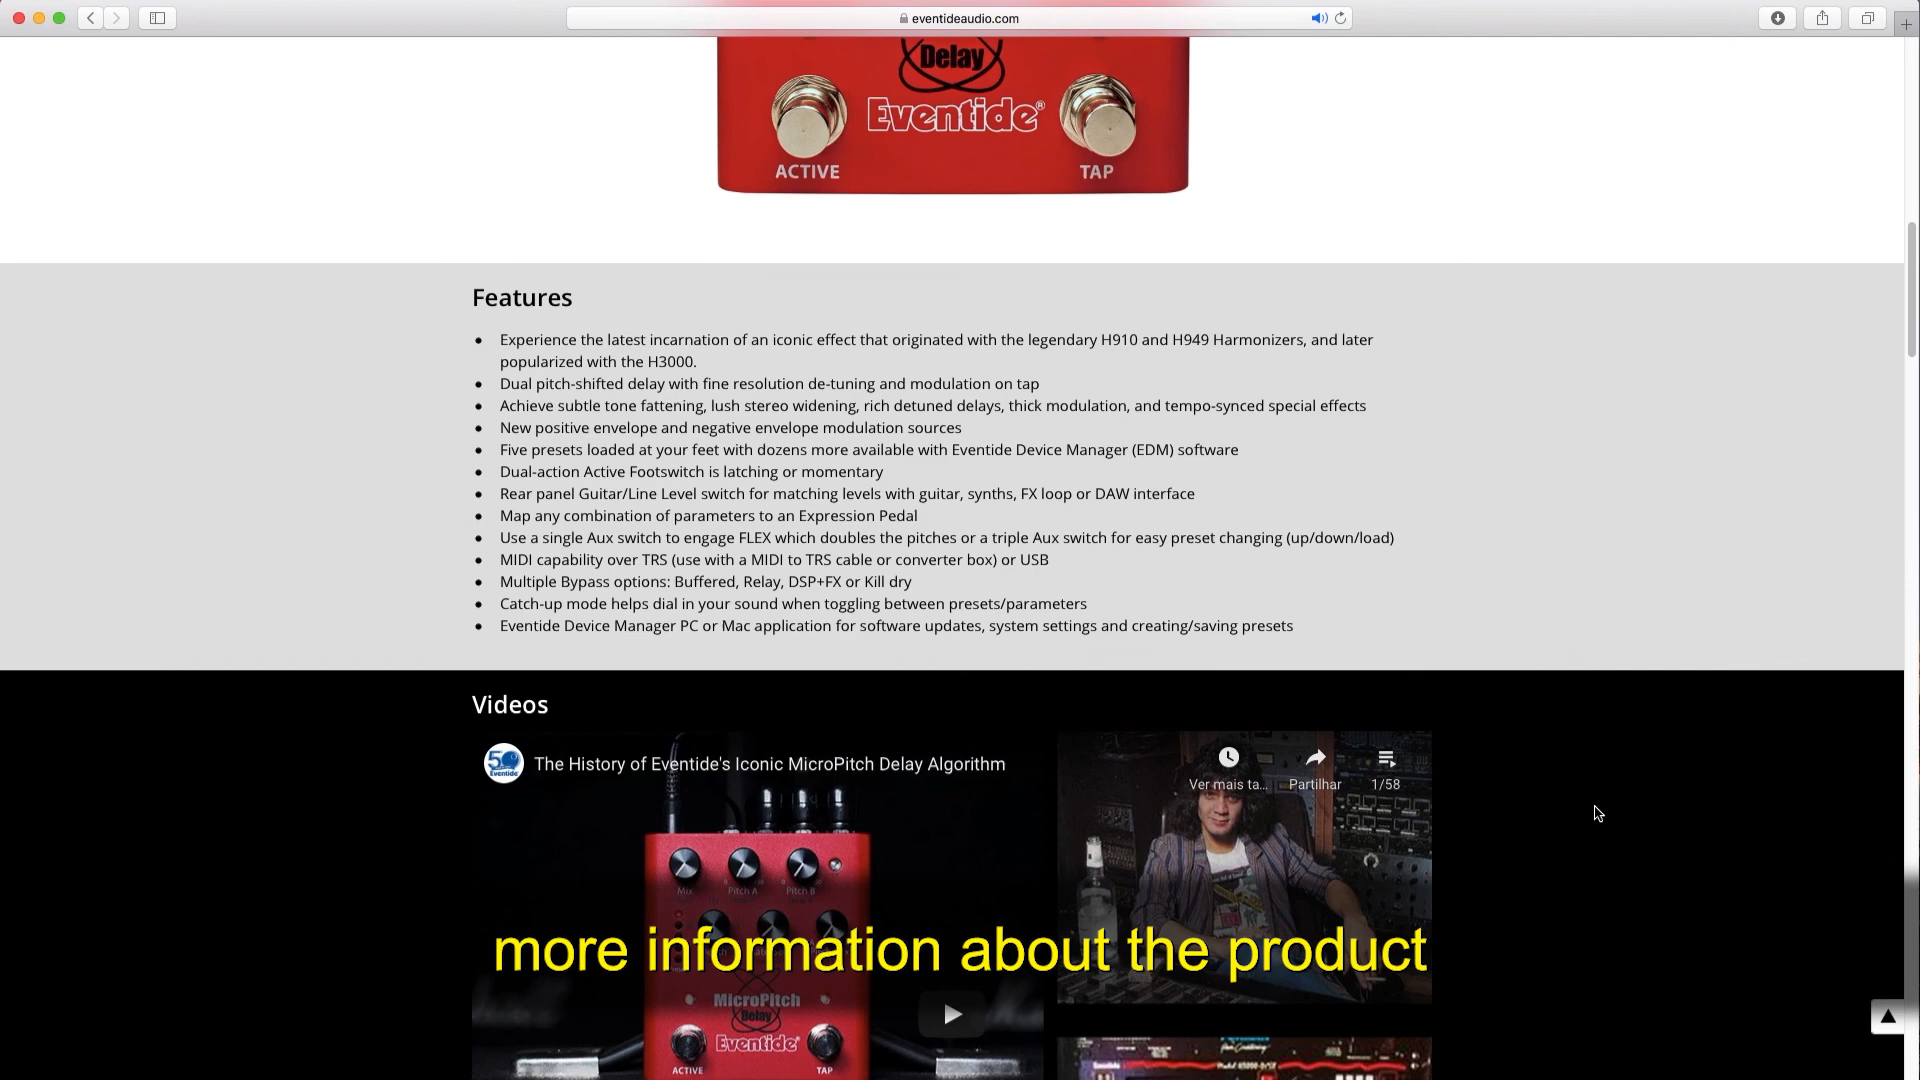 eventideaudio.com
Delay
Eventide®
ACTIVE
TAP
Features
Experience the latest incarnation of an iconic effect that originated with the legendary H910 and H949 Harmonizers, and later
popularized with the H3000.
Dual pitch-shifted delay with fine resolution de-tuning and modulation on tap
Achieve subtle tone fattening, lush stereo widening, rich detuned delays, thick modulation, and tempo-synced special effects
New positive envelope and negative envelope modulation sources
Five presets loaded at your feet with dozens more available with Eventide Device Manager (EDM) software
Dual-action Active Footswitch is latching or momentary
Rear panel Guitar/Line Level switch for matching levels with guitar, synths, FX loop or DAW interface
Map any combination of parameters to an Expression Pedal
Use a single Aux switch to engage FLEX which doubles the pitches or a triple Aux switch for easy preset changing (up/down/load)
MIDI capability over TRS (use with a MIDI to TRS cable or converter box) or USB
Multiple Bypass options: Buffered, Relay, DSP+FX or Kill dry
Catch-up mode helps dial in your sound when toggling between presets/parameters
Eventide Device Manager PC or Mac application for software updates, system settings and creating/saving presets
Videos
50
Eventide
The History of Eventide's Iconic MicroPitch Delay Algorithm
Ver mais ta...
Partilhar
1/58
Mix
Pitch A
Pitch B
more information about the product
MicroPitch
Delay
Eventide®
ACTIVE
TAP